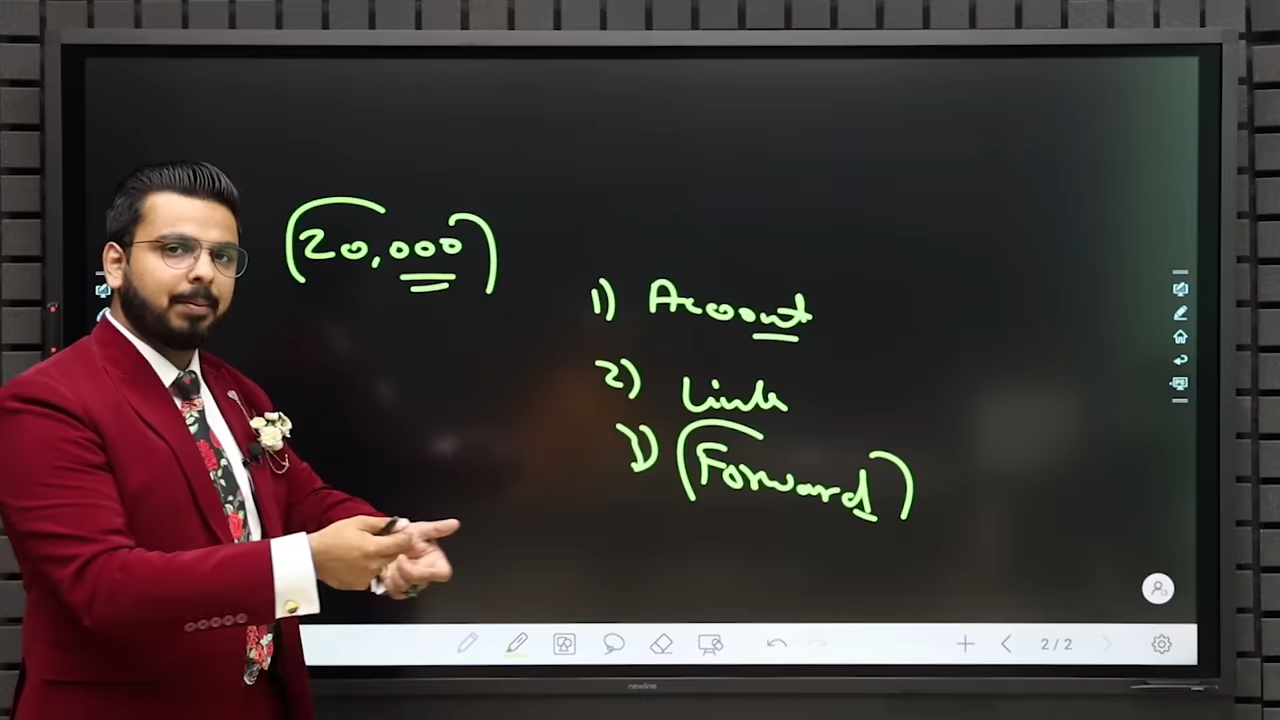 (20,000)
1) Account
2) Link
3) (Forward)
2/2
newline